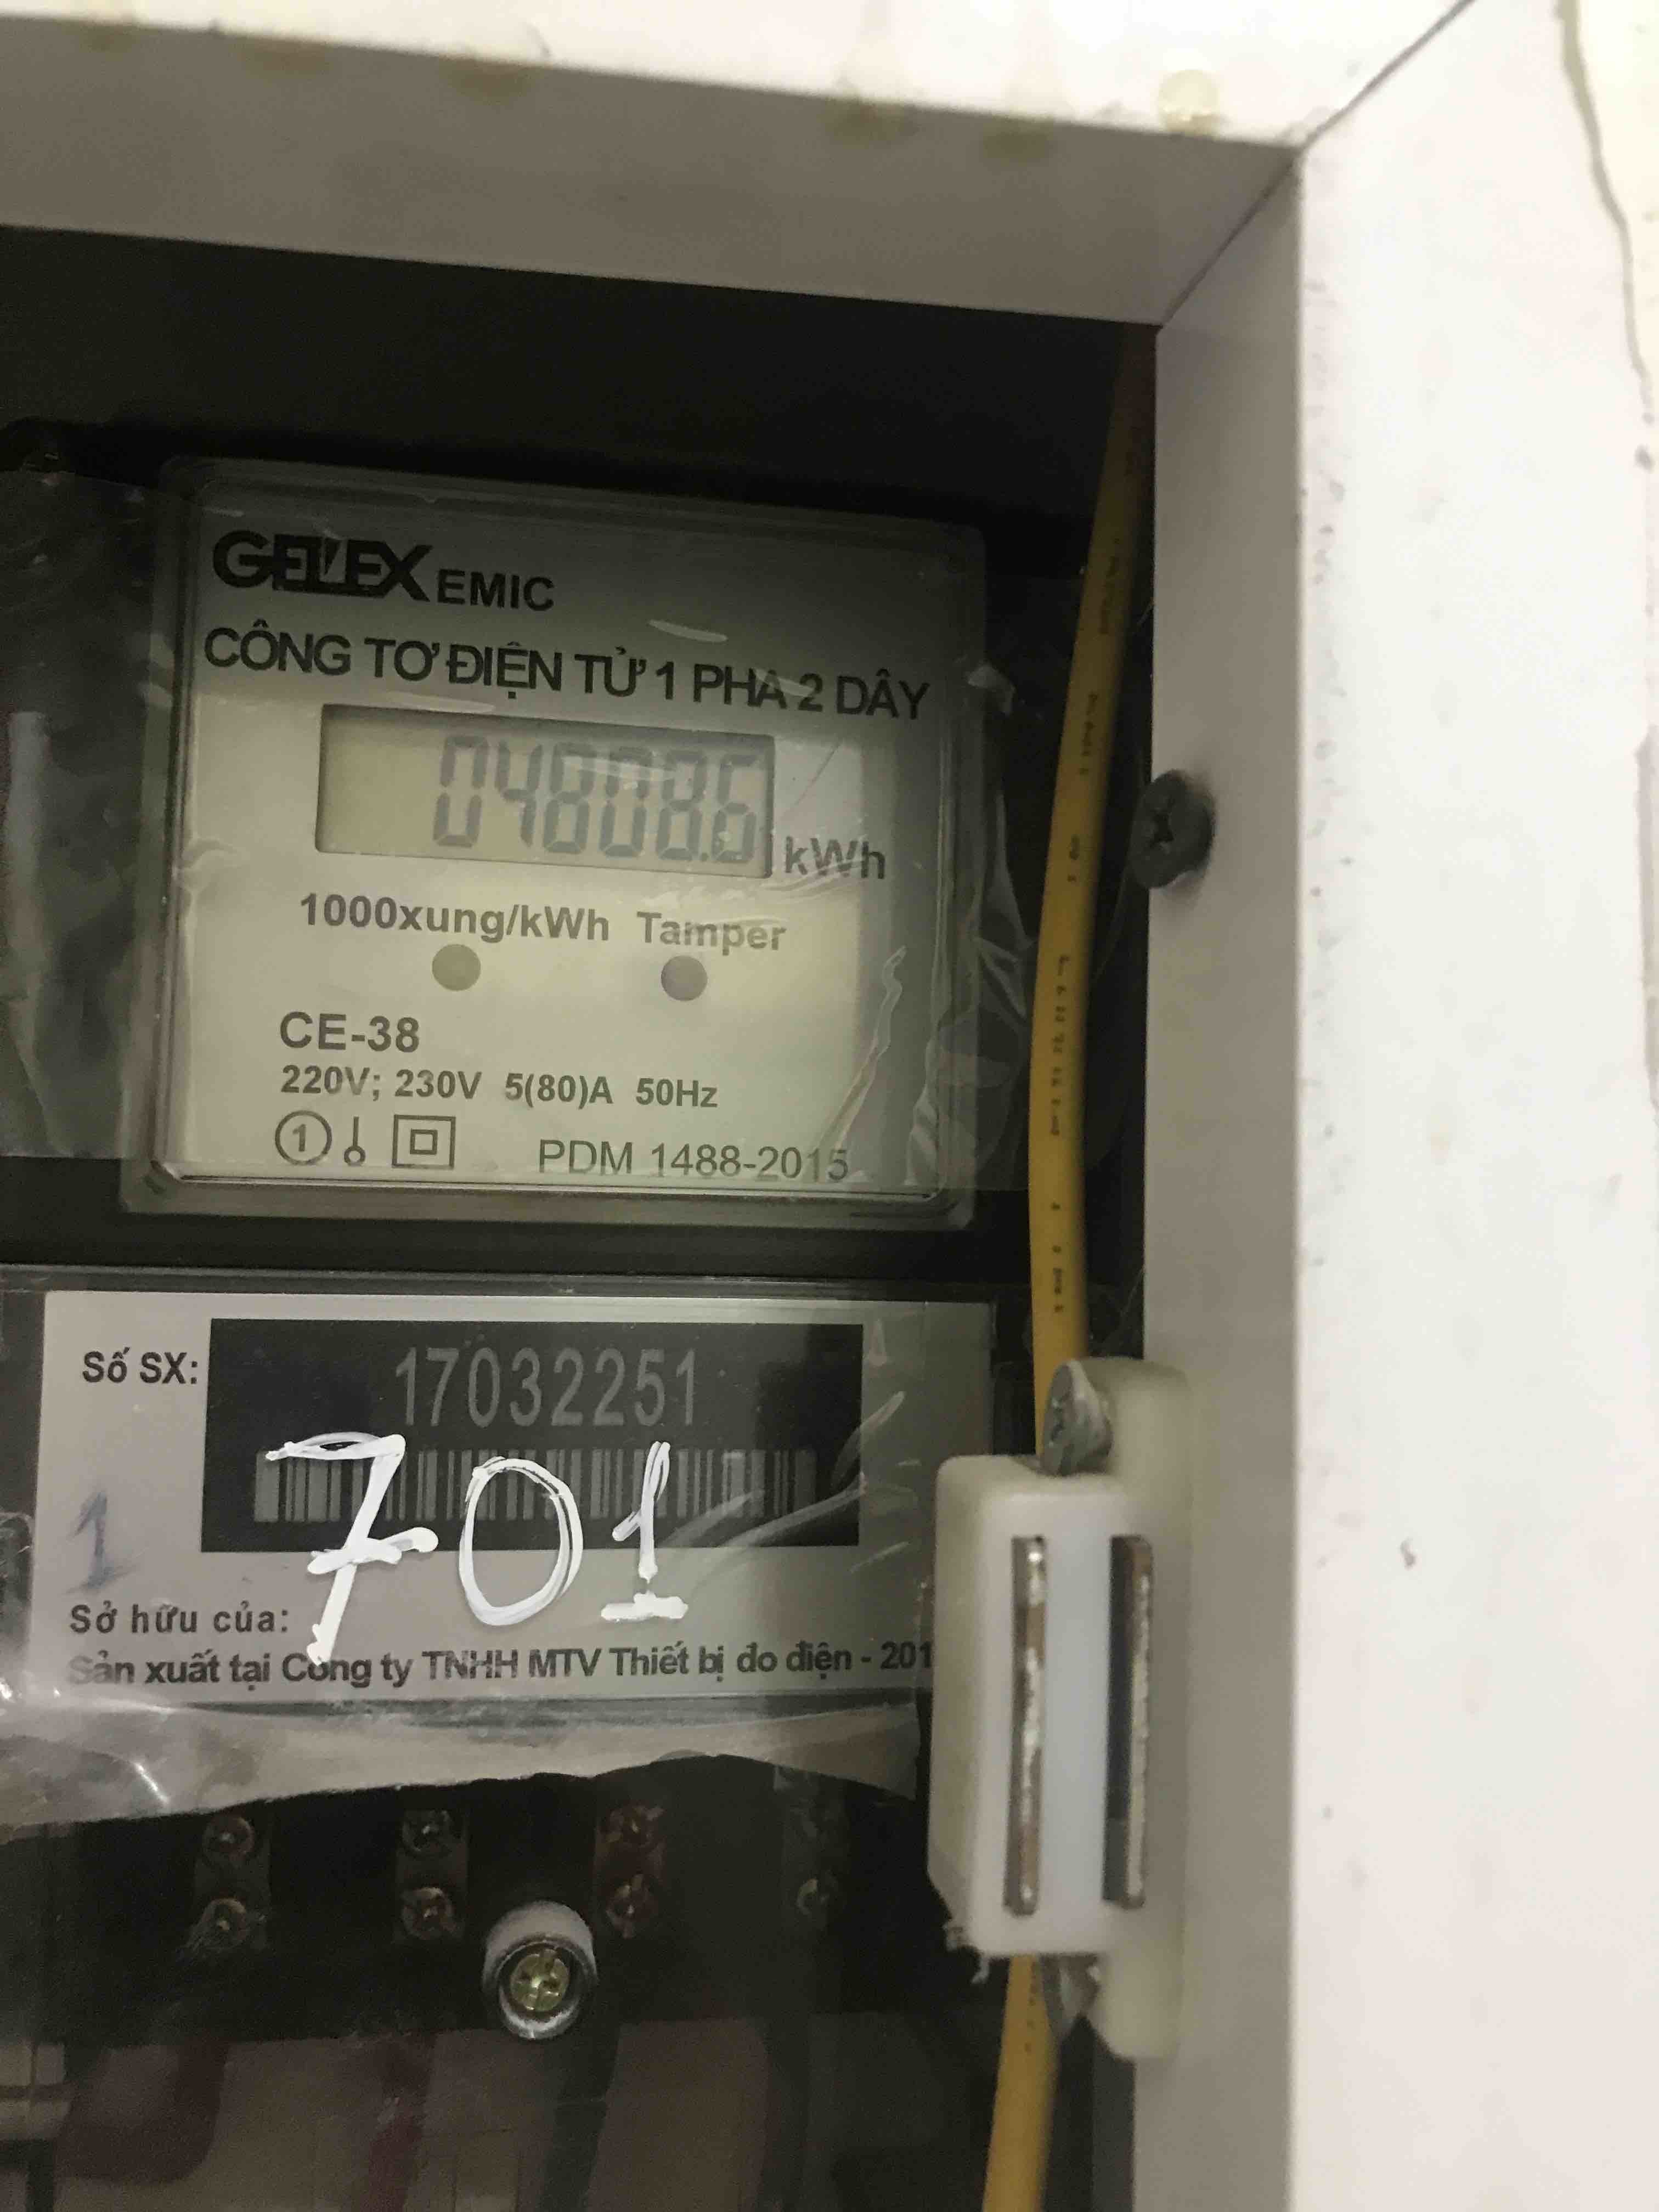 GELEX EMIC
CÔNG TƠ ĐIỆN TỬ 1 PHA 2 DÂY
04808.6 kWh
1000xung/kWh Tamper
CE-38
220V; 230V 5(80)A 50Hz
1 PDM 1488-2015
Số SX: 17032251
701
1
Sở hữu của:
Sản xuất tại Công ty TNHH MTV Thiết bị đo điện - 201